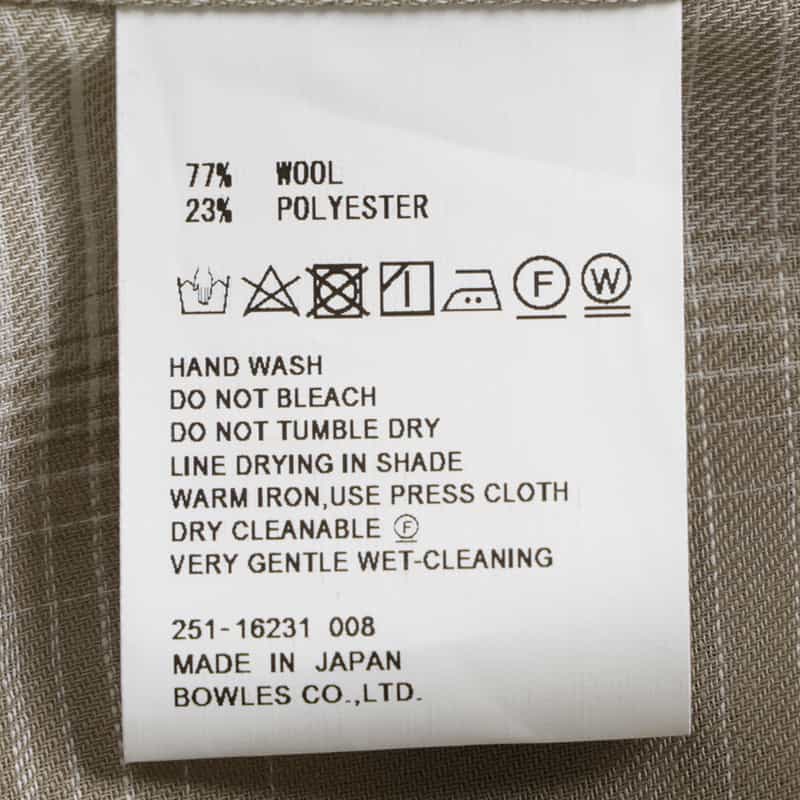 77% WOOL
23% POLYESTER
F W
HAND WASH
DO NOT BLEACH
DO NOT TUMBLE DRY
LINE DRYING IN SHADE
WARM IRON,USE PRESS CLOTH
DRY CLEANABLE Ⓕ
VERY GENTLE WET-CLEANING
251-16231 008
MADE IN JAPAN
BOWLES CO.,LTD.